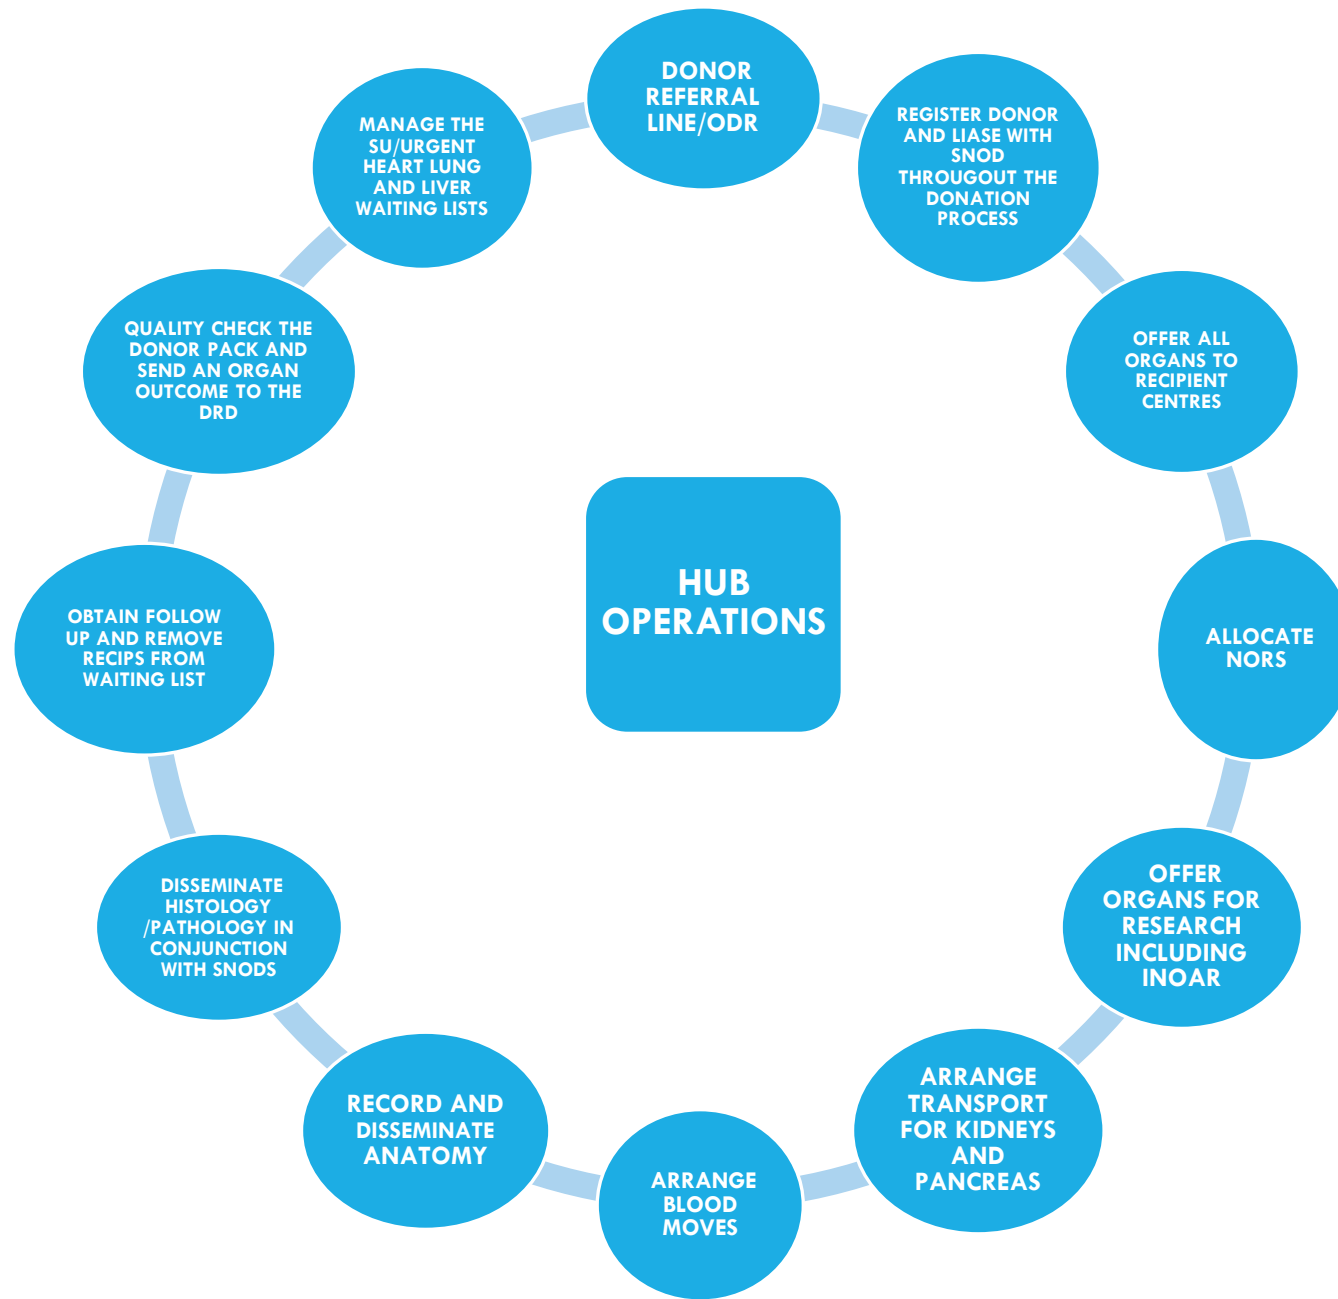 DONOR
REFERRAL
LINE/ODR
REGISTER DONOR
AND LIASE WITH
SNOD
THROUGOUT THE
DONATION
PROCESS
OFFER ALL
ORGANS TO
RECIPIENT
CENTRES
ALLOCATE
NORS
OFFER
ORGANS FOR
RESEARCH
INCLUDING
INOAR
ARRANGE
TRANSPORT
FOR KIDNEYS
AND
PANCREAS
ARRANGE
BLOOD
MOVES
RECORD AND
DISSEMINATE
ANATOMY
DISSEMINATE
HISTOLOGY
/PATHOLOGY IN
CONJUNCTION
WITH SNODS
OBTAIN FOLLOW
UP AND REMOVE
RECIPS FROM
WAITING LIST
QUALITY CHECK THE
DONOR PACK AND
SEND AN ORGAN
OUTCOME TO THE
DRD
MANAGE THE
SU/URGENT
HEART LUNG
AND LIVER
WAITING LISTS
HUB
OPERATIONS